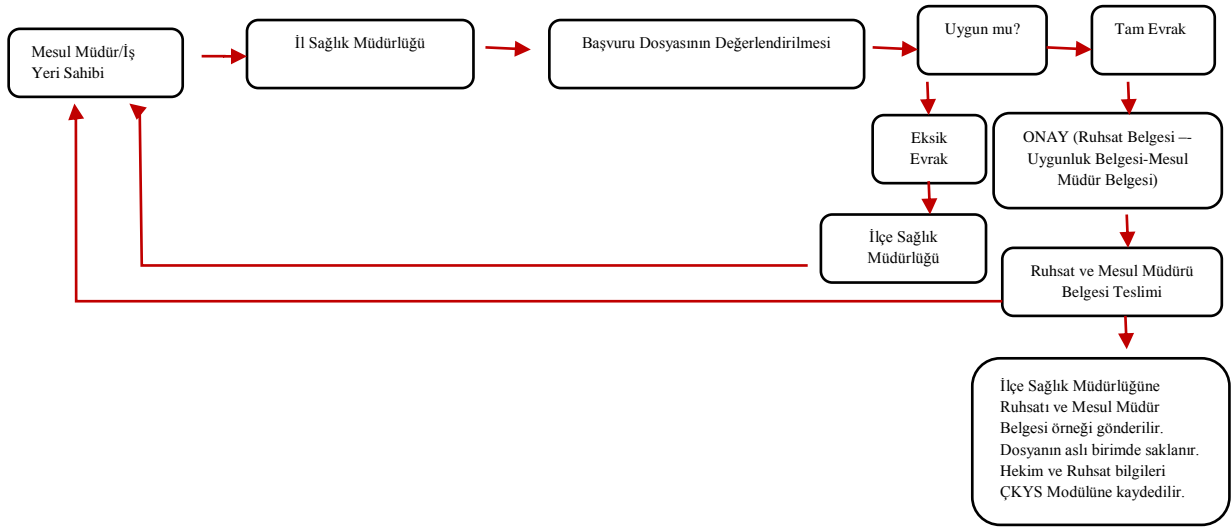 Mesul Müdür/İş
Yeri Sahibi
İl Sağlık Müdürlüğü
Başvuru Dosyasının Değerlendirilmesi
Uygun mu?
Tam Evrak
Eksik
Evrak
İlçe Sağlık
Müdürlüğü
ONAY (Ruhsat Belgesi –-
Uygunluk Belgesi-Mesul
Müdür Belgesi)
Ruhsat ve Mesul Müdürü
Belgesi Teslimi
İlçe Sağlık Müdürlüğüne
Ruhsatı ve Mesul Müdür
Belgesi örneği gönderilir.
Dosyanın aslı birimde saklanır.
Hekim ve Ruhsat bilgileri
ÇKYS Modülüne kaydedilir.